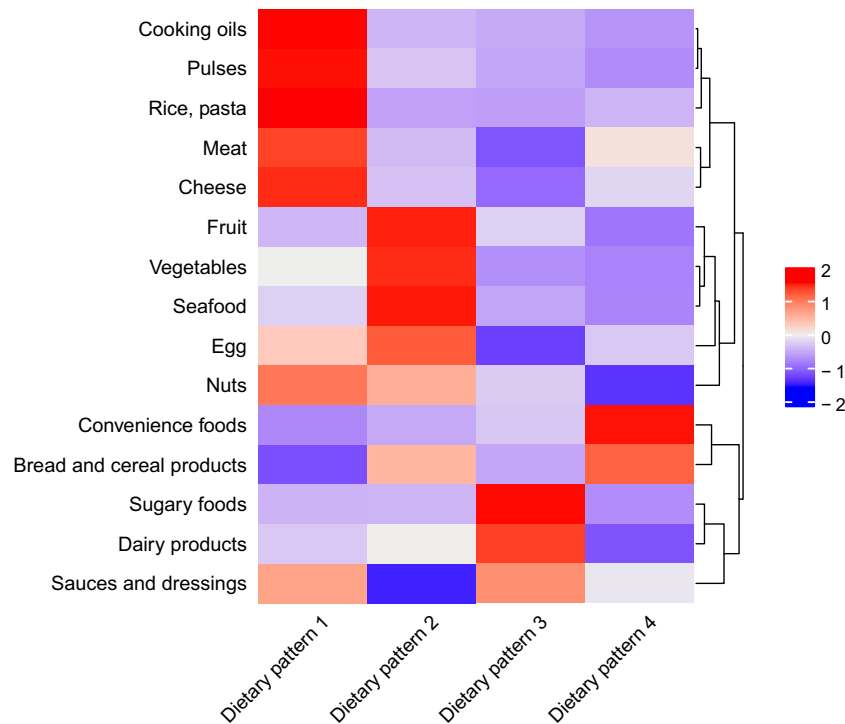 Cooking oils
Pulses
Rice, pasta
Meat
Cheese
Fruit
Vegetables
Seafood
Egg
Nuts
Convenience foods
Bread and cereal products
Sugary foods
Dairy products
Sauces and dressings
Dietary pattern 1
Dietary pattern 2
Dietary pattern 3
Dietary pattern 4
2
1
0
− 1
− 2